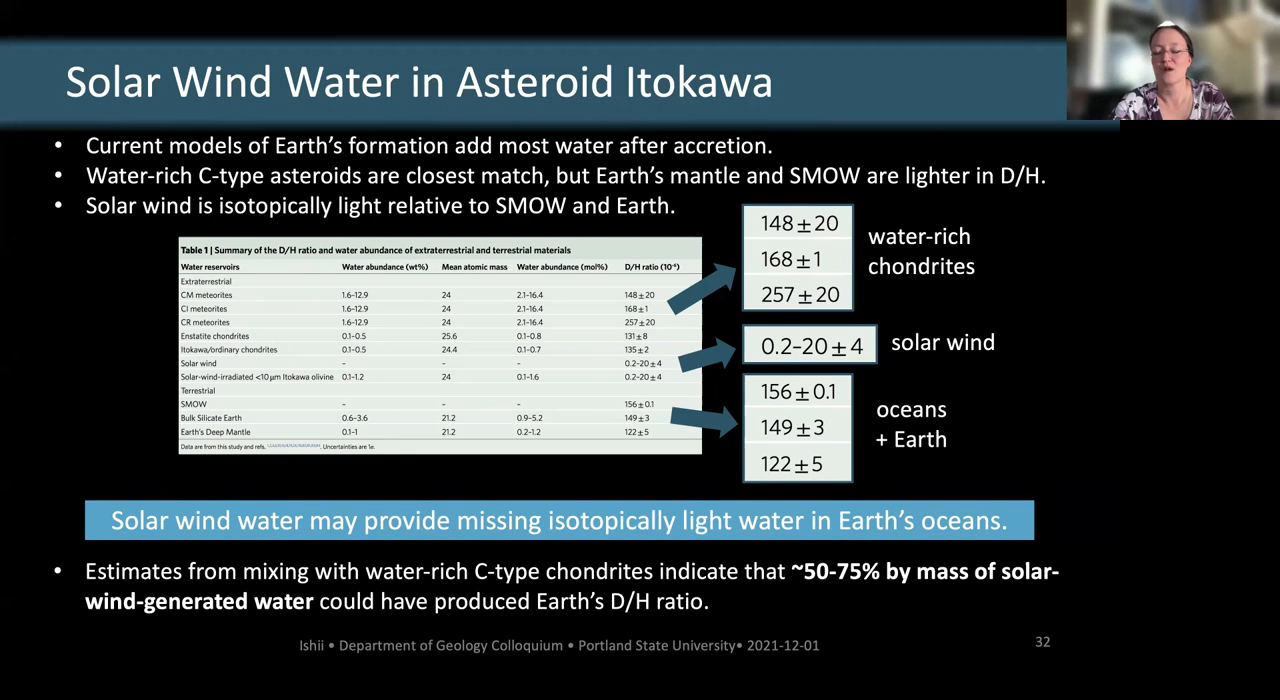 Solar Wind Water in Asteroid Itokawa
• Current models of Earth's formation add most water after accretion.
• Water-rich C-type asteroids are closest match, but Earth's mantle and SMOW are lighter in D/H.
• Solar wind is isotopically light relative to SMOW and Earth.
Table 1 | Summary of the D/H ratio and water abundance of extraterrestrial and terrestrial materials
Water reservoirs Water abundance (wt%) Mean atomic mass Water abundance (mol%) D/H ratio (10⁻⁶)
Extraterrestrial
CM meteorites 1.6–12.9 24 2.1–16.4 148±20
CI meteorites 1.6–12.9 24 2.1–16.4 168±1
CR meteorites 1.6–12.9 24 2.1–16.4 257±20
Enstatite chondrites 0.1–0.5 25.6 0.1–0.8 131±8
Itokawa/ordinary chondrites 0.1–0.5 24.4 0.1–0.7 135±2
Solar wind – – – 0.2–20±4
Solar-wind-irradiated <10 μm Itokawa olivine 0.1–1.2 24 0.1–1.6 0.2–20±4
Terrestrial
SMOW – – – 156±0.1
Bulk Silicate Earth 0.6–3.6 21.2 0.9–5.2 149±3
Earth's Deep Mantle 0.1–1 21.2 0.2–1.2 122±5
Data are from this study and refs. Uncertainties are 1σ.
148±20
168±1
257±20
water-rich
chondrites
0.2–20±4
solar wind
156±0.1
149±3
122±5
oceans
+ Earth
Solar wind water may provide missing isotopically light water in Earth's oceans.
• Estimates from mixing with water-rich C-type chondrites indicate that ~50-75% by mass of solar-
wind-generated water could have produced Earth's D/H ratio.
Ishii • Department of Geology Colloquium • Portland State University• 2021-12-01
32